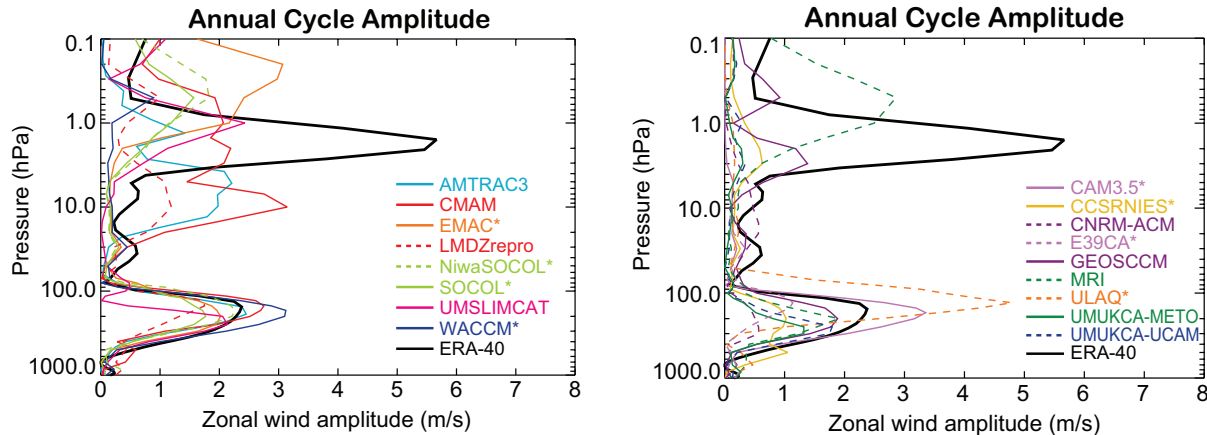 Annual Cycle Amplitude
0.1
1.0
10.0
100.0
1000.0
Pressure (hPa)
AMTRAC3
CMAM
EMAC*
LMDZrepro
NiwaSOCOL*
SOCOL*
UMSLIMCAT
WACCM*
ERA-40
0 1 2 3 4 5 6 7 8
Zonal wind amplitude (m/s)
Annual Cycle Amplitude
0.1
1.0
10.0
100.0
1000.0
Pressure (hPa)
CAM3.5*
CCSRNIES*
CNRM-ACM
E39CA*
GEOSCCM
MRI
ULAQ*
UMUKCA-METO
UMUKCA-UCAM
ERA-40
0 1 2 3 4 5 6 7 8
Zonal wind amplitude (m/s)